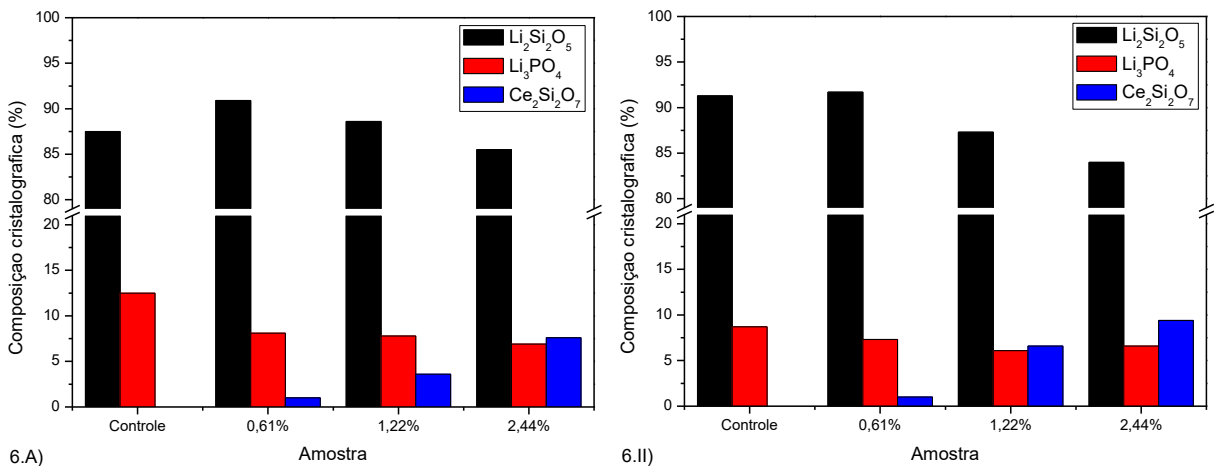 Composiçao cristalografica (%)
100
95
90
85
80
20
15
10
5
0
Li₂Si₂O₅
Li₃PO₄
Ce₂Si₂O₇
Controle 0,61% 1,22% 2,44%
Amostra
6.A)
Composiçao cristalografica (%)
100
95
90
85
80
20
15
10
5
0
Li₂Si₂O₅
Li₃PO₄
Ce₂Si₂O₇
Controle 0,61% 1,22% 2,44%
Amostra
6.II)